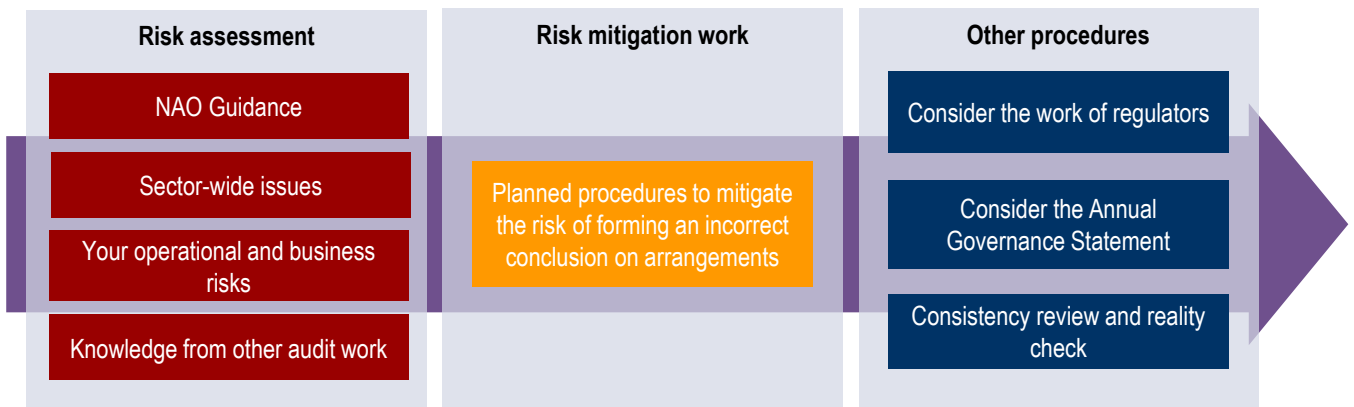 Risk assessment
NAO Guidance
Sector-wide issues
Your operational and business
risks
Knowledge from other audit work
Risk mitigation work
Planned procedures to mitigate
the risk of forming an incorrect
conclusion on arrangements
Other procedures
Consider the work of regulators
Consider the Annual
Governance Statement
Consistency review and reality
check